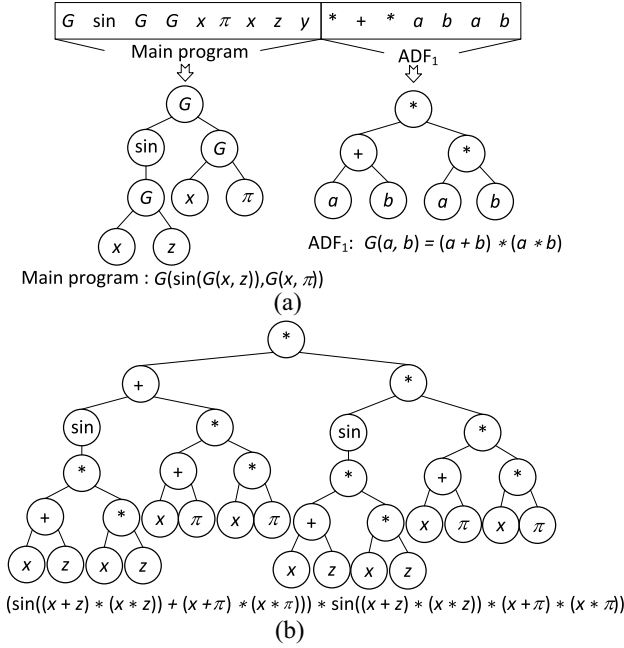 G sin G G x π x z y * + * a b a b
Main program ADF₁
G *
sin G + *
G x π a b a b
x z
ADF₁: G(a, b) = (a + b) * (a * b)
Main program : G(sin(G(x, z)),G(x, π))
(a)
*
+ *
sin * sin *
* + * * + *
+ * x π x π + * x π x π
x z x z x z x z
(sin((x + z) * (x * z)) + (x +π) *(x *π))) * sin((x + z) * (x * z)) * (x +π) * (x * π))
(b)